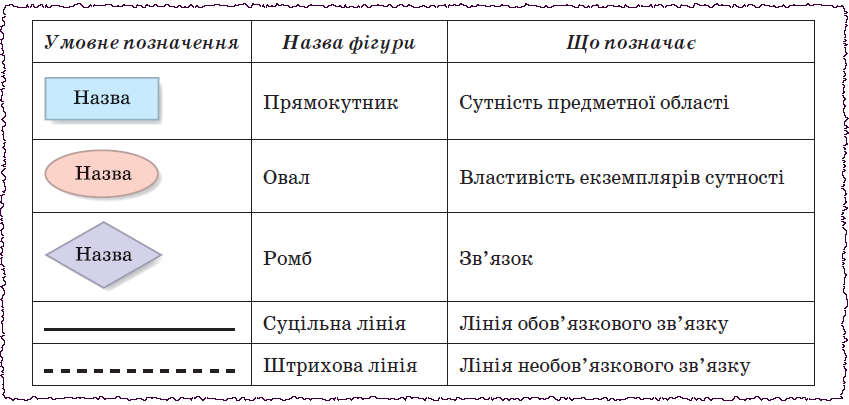 Умовне позначення Назва фігури Що позначає
Назва Прямокутник Сутність предметної області
Назва Овал Властивість екземплярів сутності
Назва Ромб Зв’язок
Суцільна лінія Лінія обов’язкового зв’язку
Штрихова лінія Лінія необов’язкового зв’язку